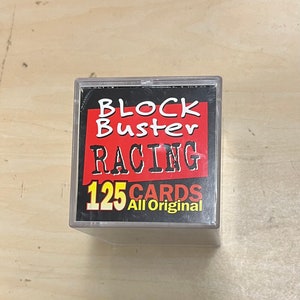 BLOCK
Buster
RACING
125 CARDS
All Original